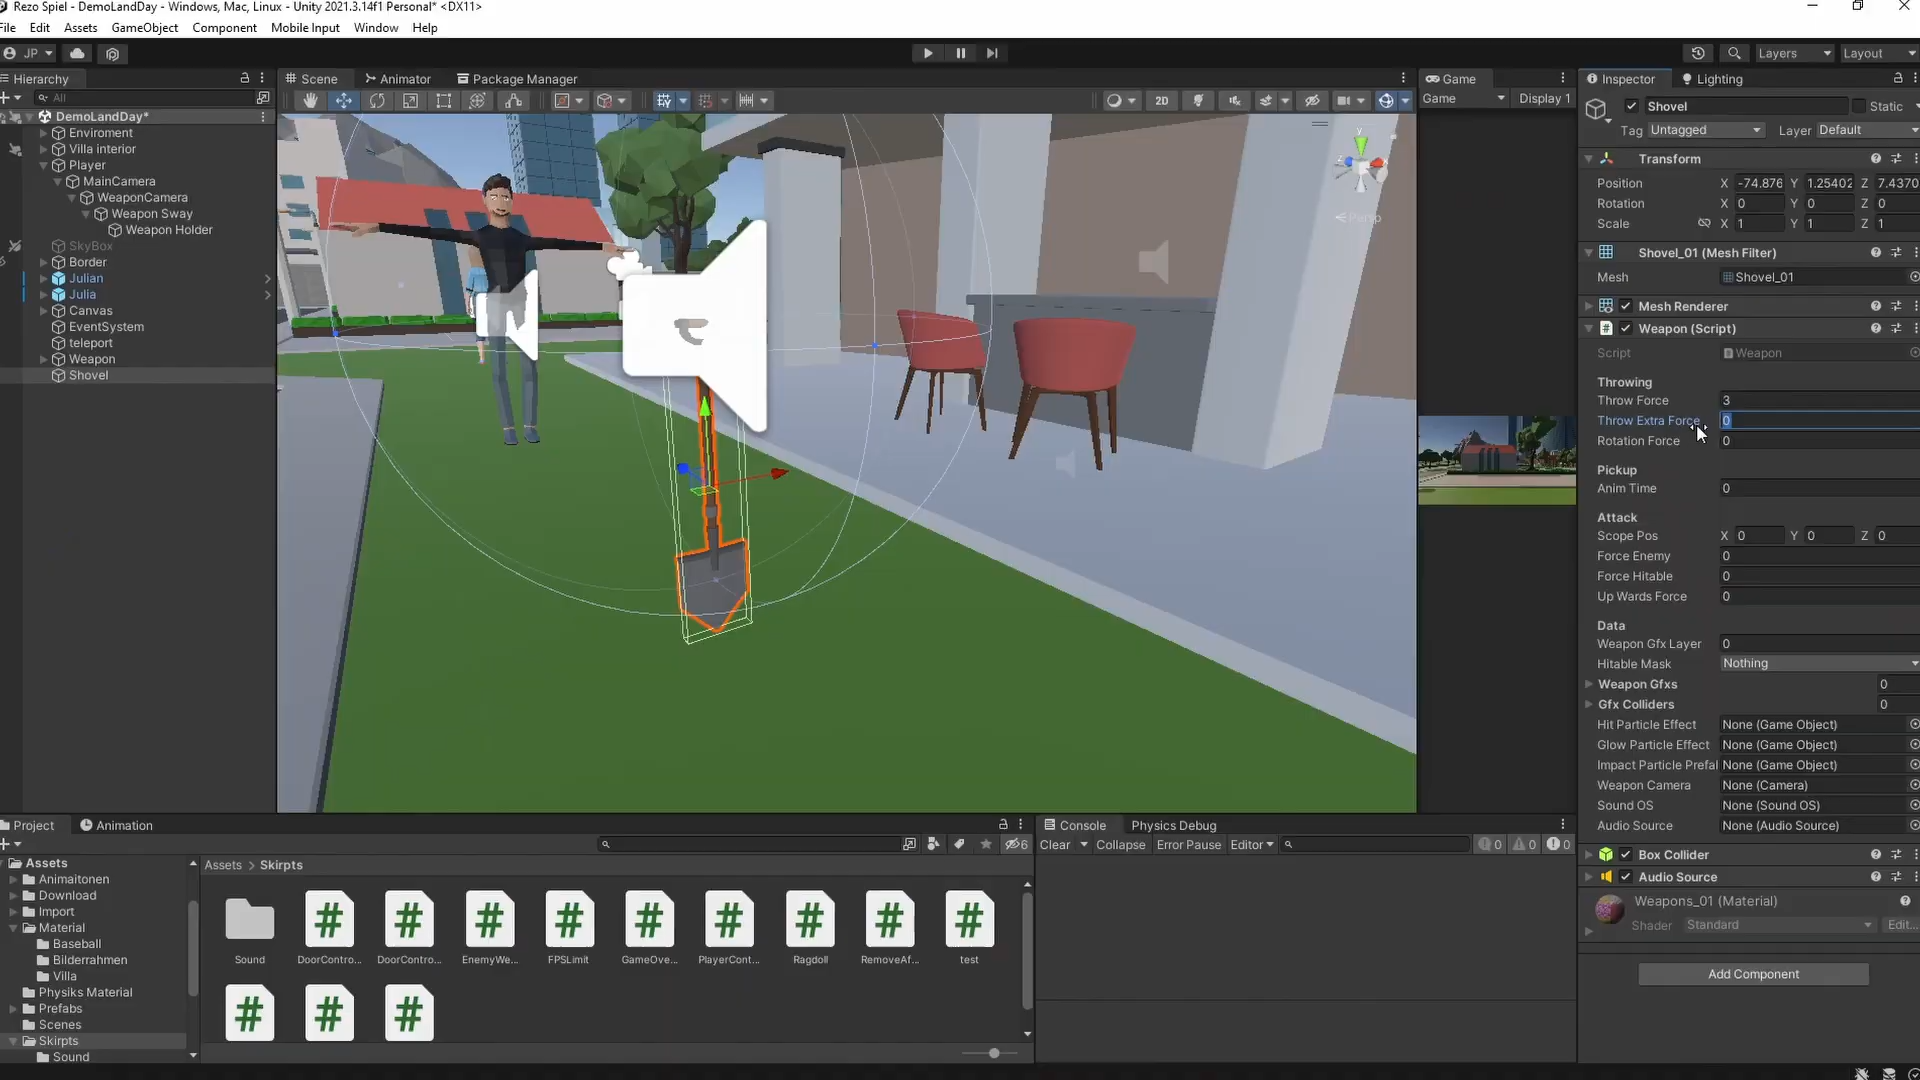 Rezo Spiel - DemoLandDay - Windows, Mac, Linux - Unity 2021.3.14f1 Personal* <DX11>
File Edit Assets GameObject Component Mobile Input Window Help
JP Layers Layout
Hierarchy
All
DemoLandDay*
Enviroment
Villa interior
Player
MainCamera
WeaponCamera
Weapon Sway
Weapon Holder
SkyBox
Border
Julian
Julia
Canvas
EventSystem
teleport
Weapon
Shovel
Scene Animator Package Manager
2D
y
Persp
Game
Game Display 1
Inspector Lighting
Shovel Static
Tag Untagged Layer Default
Transform
Position X -74.876 Y 1.25402 Z 7.4370
Rotation X 0 Y 0 Z 0
Scale X 1 Y 1 Z 1
Shovel_01 (Mesh Filter)
Mesh Shovel_01
Mesh Renderer
# Weapon (Script)
Script Weapon
Throwing
Throw Force 3
Throw Extra Force 0
Rotation Force 0
Pickup
Anim Time 0
Attack
Scope Pos X 0 Y 0 Z 0
Force Enemy 0
Force Hitable 0
Up Wards Force 0
Data
Weapon Gfx Layer 0
Hitable Mask Nothing
Weapon Gfxs 0
Gfx Colliders 0
Hit Particle Effect None (Game Object)
Glow Particle Effect None (Game Object)
Impact Particle Prefal None (Game Object)
Weapon Camera None (Camera)
Sound OS None (Sound OS)
Audio Source None (Audio Source)
Box Collider
Audio Source
Weapons_01 (Material)
Shader Standard Edit...
Add Component
Project Animation
6
Assets
Animaitonen
Download
Import
Material
Baseball
Bilderrahmen
Villa
Physiks Material
Prefabs
Scenes
Skirpts
Sound
Assets > Skirpts
Sound DoorContro... DoorContro... EnemyWe... FPSLimit GameOve... PlayerCont... Ragdoll RemoveAf... test
Console Physics Debug
Clear Collapse Error Pause Editor 0 0 0